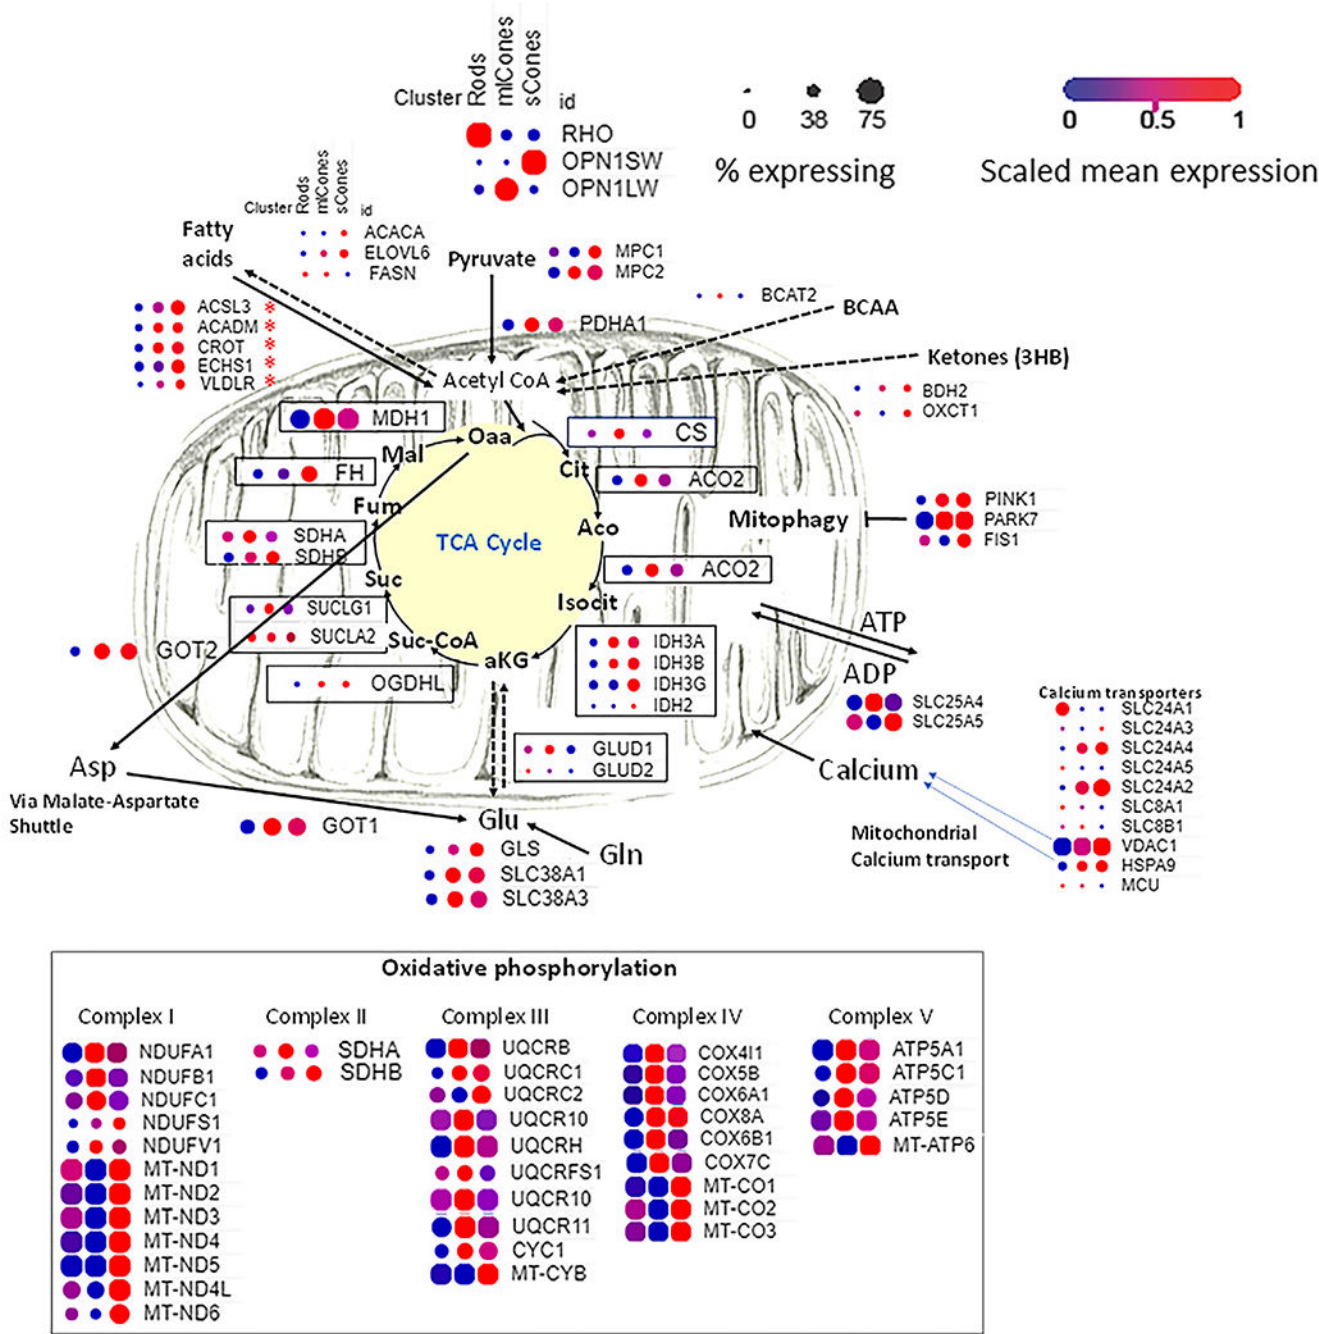 Cluster Rods mlCones sCones id
RHO
OPN1SW
OPN1LW
0 38 75
% expressing
0 0.5 1
Scaled mean expression
Cluster Rods mlCones sCones id
ACACA
ELOVL6
FASN
Fatty
acids
ACSL3 *
ACADM *
CROT *
ECHS1 *
VLDLR *
Pyruvate
MPC1
MPC2
PDHA1
BCAT2
BCAA
Ketones (3HB)
BDH2
OXCT1
Acetyl CoA
MDH1
Oaa
CS
Mal
Cit
FH
ACO2
Fum
Aco
Mitophagy
PINK1
PARK7
FIS1
SDHA
SDHB
TCA Cycle
ACO2
Suc
Isocit
SUCLG1
SUCLA2
Suc-CoA
aKG
IDH3A
IDH3B
IDH3G
IDH2
GOT2
OGDHL
ATP
ADP
SLC25A4
SLC25A5
GLUD1
GLUD2
Calcium transporters
SLC24A1
SLC24A3
SLC24A4
SLC24A5
SLC24A2
SLC8A1
SLC8B1
VDAC1
HSPA9
MCU
Calcium
Mitochondrial
Calcium transport
Asp
Via Malate-Aspartate
Shuttle
GOT1
Glu
Gln
GLS
SLC38A1
SLC38A3
Oxidative phosphorylation
Complex I
NDUFA1
NDUFB1
NDUFC1
NDUFS1
NDUFV1
MT-ND1
MT-ND2
MT-ND3
MT-ND4
MT-ND5
MT-ND4L
MT-ND6
Complex II
SDHA
SDHB
Complex III
UQCRB
UQCRC1
UQCRC2
UQCR10
UQCRH
UQCRFS1
UQCR10
UQCR11
CYC1
MT-CYB
Complex IV
COX4I1
COX5B
COX6A1
COX8A
COX6B1
COX7C
MT-CO1
MT-CO2
MT-CO3
Complex V
ATP5A1
ATP5C1
ATP5D
ATP5E
MT-ATP6